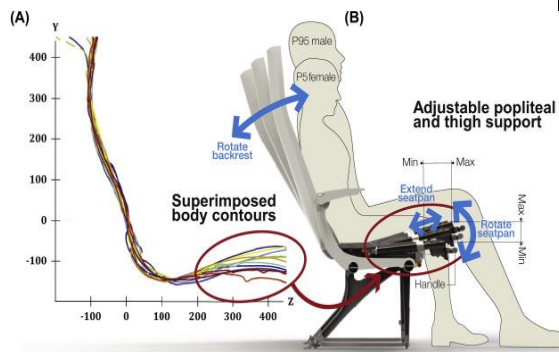 (A)
Y
400
300
200
100
0
-100
-100
0
100
200
300
400
Z
Superimposed
body contours
(B)
P95 male
P5 female
Rotate
backrest
Adjustable popliteal
and thigh support
Min
Max
Extend
seatpan
Rotate
seatpan
Max
Min
Handle